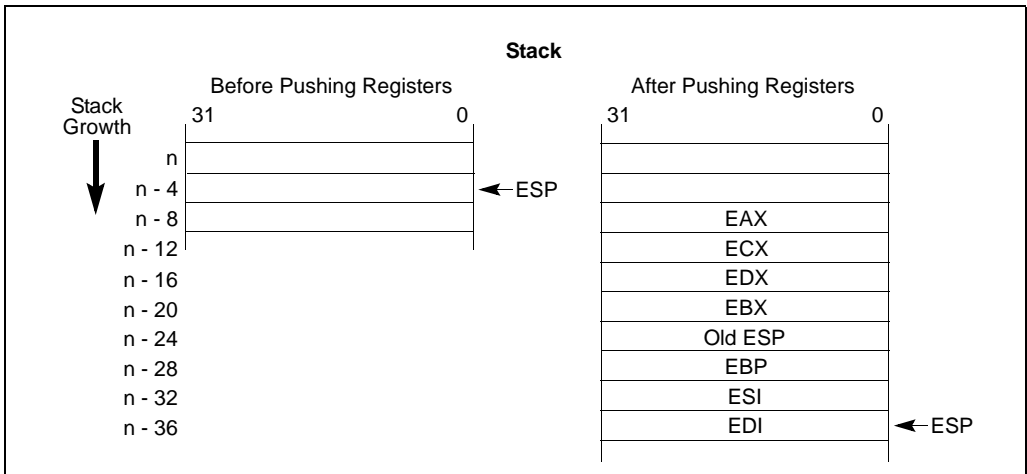 Stack
Before Pushing Registers
After Pushing Registers
Stack
Growth
31 0
31 0
n
n - 4 ESP
n - 8 EAX
n - 12 ECX
n - 16 EDX
n - 20 EBX
n - 24 Old ESP
n - 28 EBP
n - 32 ESI
n - 36 EDI ESP